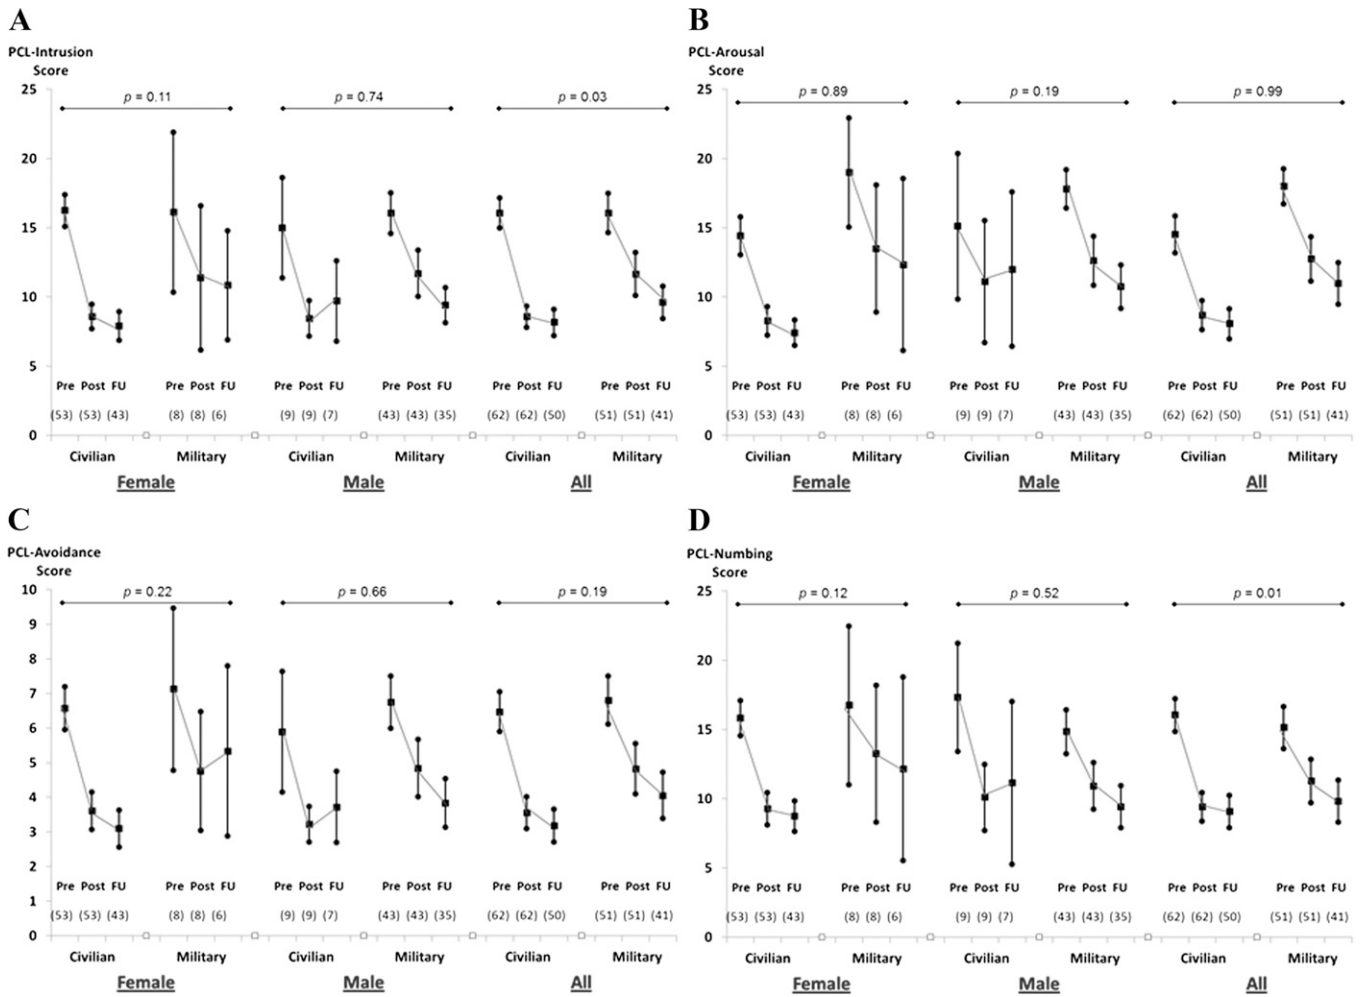 A
PCL-Intrusion
Score
25
20
15
10
5
0
p = 0.11
p = 0.74
p = 0.03
Pre Post FU Pre Post FU Pre Post FU Pre Post FU Pre Post FU Pre Post FU
(53) (53) (43) (8) (8) (6) (9) (9) (7) (43) (43) (35) (62) (62) (50) (51) (51) (41)
Civilian Military Civilian Military Civilian Military
Female Male All
B
PCL-Arousal
Score
25
20
15
10
5
0
p = 0.89
p = 0.19
p = 0.99
Pre Post FU Pre Post FU Pre Post FU Pre Post FU Pre Post FU Pre Post FU
(53) (53) (43) (8) (8) (6) (9) (9) (7) (43) (43) (35) (62) (62) (50) (51) (51) (41)
Civilian Military Civilian Military Civilian Military
Female Male All
C
PCL-Avoidance
Score
10
9
8
7
6
5
4
3
2
1
0
p = 0.22
p = 0.66
p = 0.19
Pre Post FU Pre Post FU Pre Post FU Pre Post FU Pre Post FU Pre Post FU
(53) (53) (43) (8) (8) (6) (9) (9) (7) (43) (43) (35) (62) (62) (50) (51) (51) (41)
Civilian Military Civilian Military Civilian Military
Female Male All
D
PCL-Numbing
Score
25
20
15
10
5
0
p = 0.12
p = 0.52
p = 0.01
Pre Post FU Pre Post FU Pre Post FU Pre Post FU Pre Post FU Pre Post FU
(53) (53) (43) (8) (8) (6) (9) (9) (7) (43) (43) (35) (62) (62) (50) (51) (51) (41)
Civilian Military Civilian Military Civilian Military
Female Male All